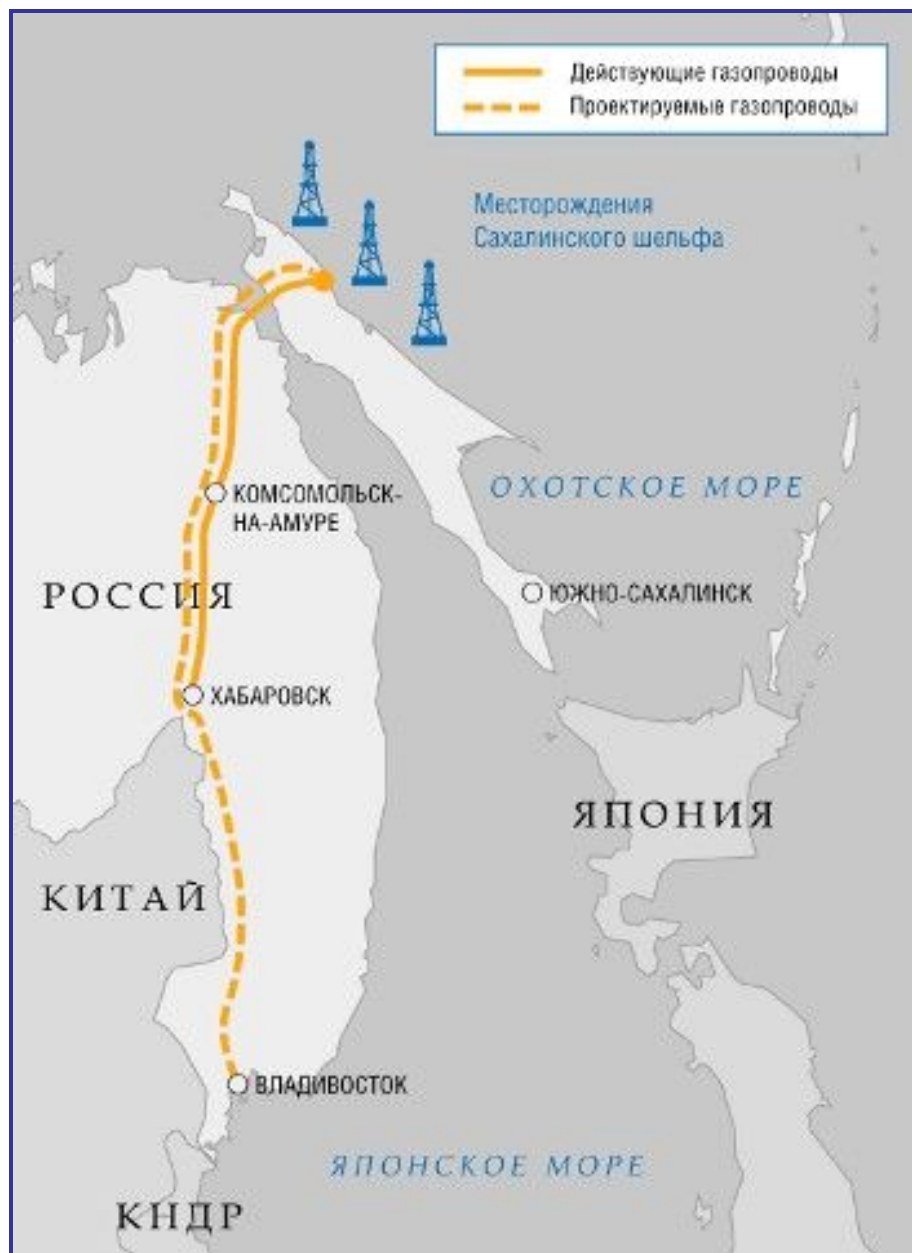 Действующие газопроводы
Проектируемые газопроводы
Месторождения
Сахалинского шельфа
ОХОТСКОЕ МОРЕ
КОМСОМОЛЬСК-
НА-АМУРЕ
РОССИЯ
ЮЖНО-САХАЛИНСК
ХАБАРОВСК
ЯПОНИЯ
КИТАЙ
ВЛАДИВОСТОК
ЯПОНСКОЕ МОРЕ
КНДР